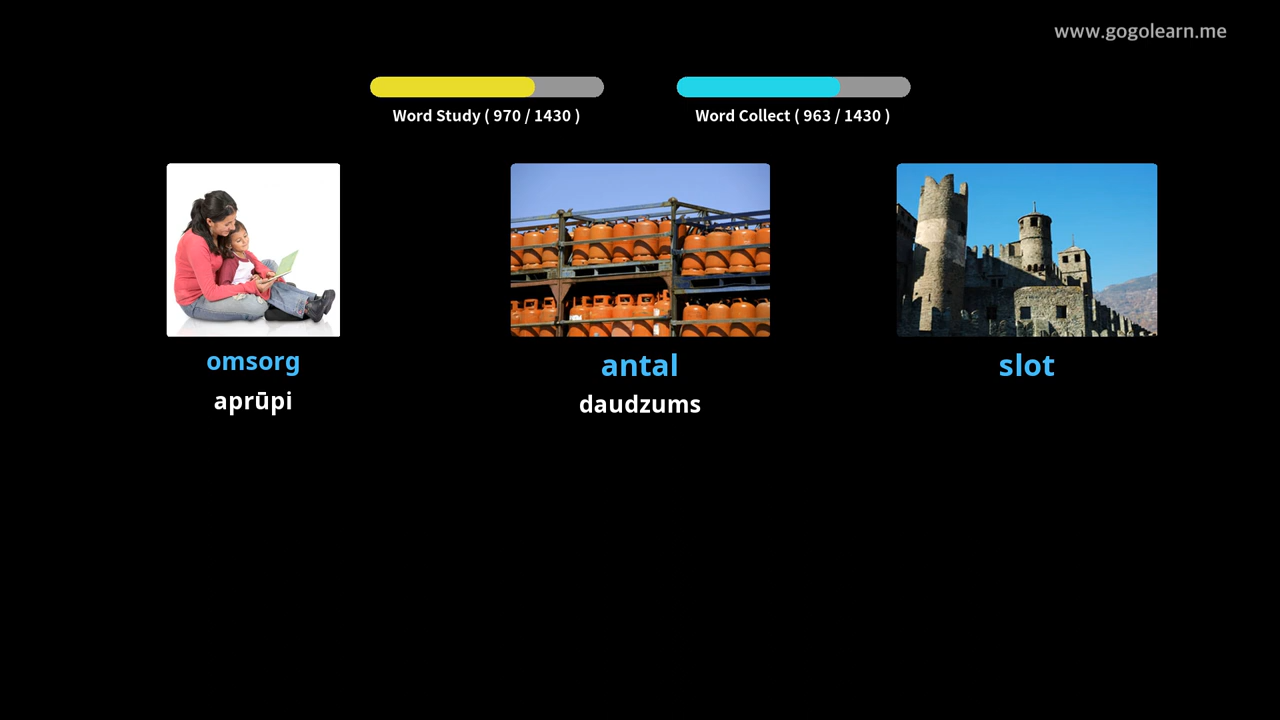 www.gogolearn.me
Word Study ( 970 / 1430 )
Word Collect ( 963 / 1430 )
omsorg
aprūpi
antal
daudzums
slot